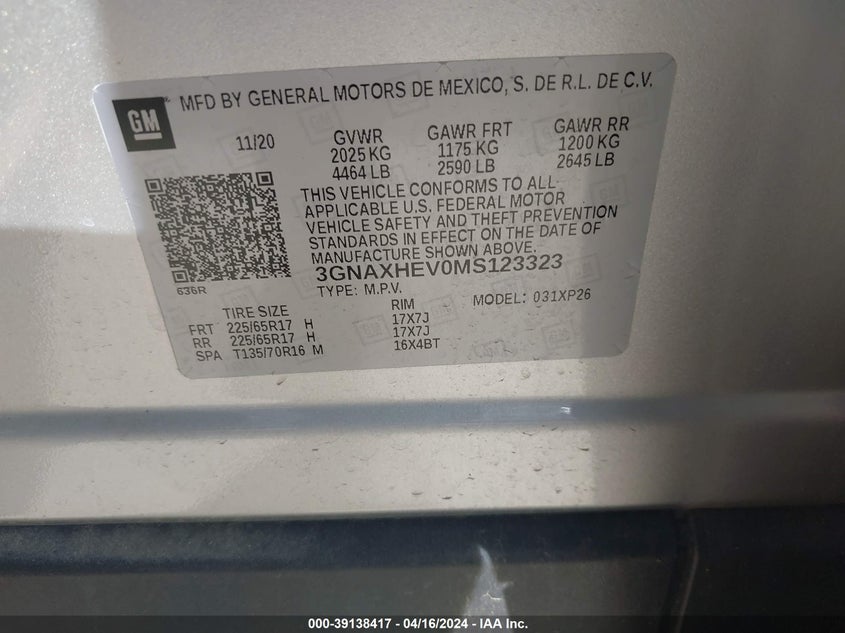 GM
MFD BY GENERAL MOTORS DE MEXICO, S. DE R.L. DE C.V.
11/20 GVWR GAWR FRT GAWR RR
2025 KG 1175 KG 1200 KG
4464 LB 2590 LB 2645 LB
THIS VEHICLE CONFORMS TO ALL
APPLICABLE U.S. FEDERAL MOTOR
VEHICLE SAFETY AND THEFT PREVENTION
STANDARDS IN EFFECT ON THE DATE OF
MANUFACTURE SHOWN ABOVE.
3GNAXHEV0MS123323
636R
TYPE: M.P.V. MODEL: 031XP26
TIRE SIZE RIM
FRT 225/65R17 H 17X7J
RR 225/65R17 H 17X7J
SPA T135/70R16 M 16X4BT
000-39138417 - 04/16/2024 - IAA Inc.